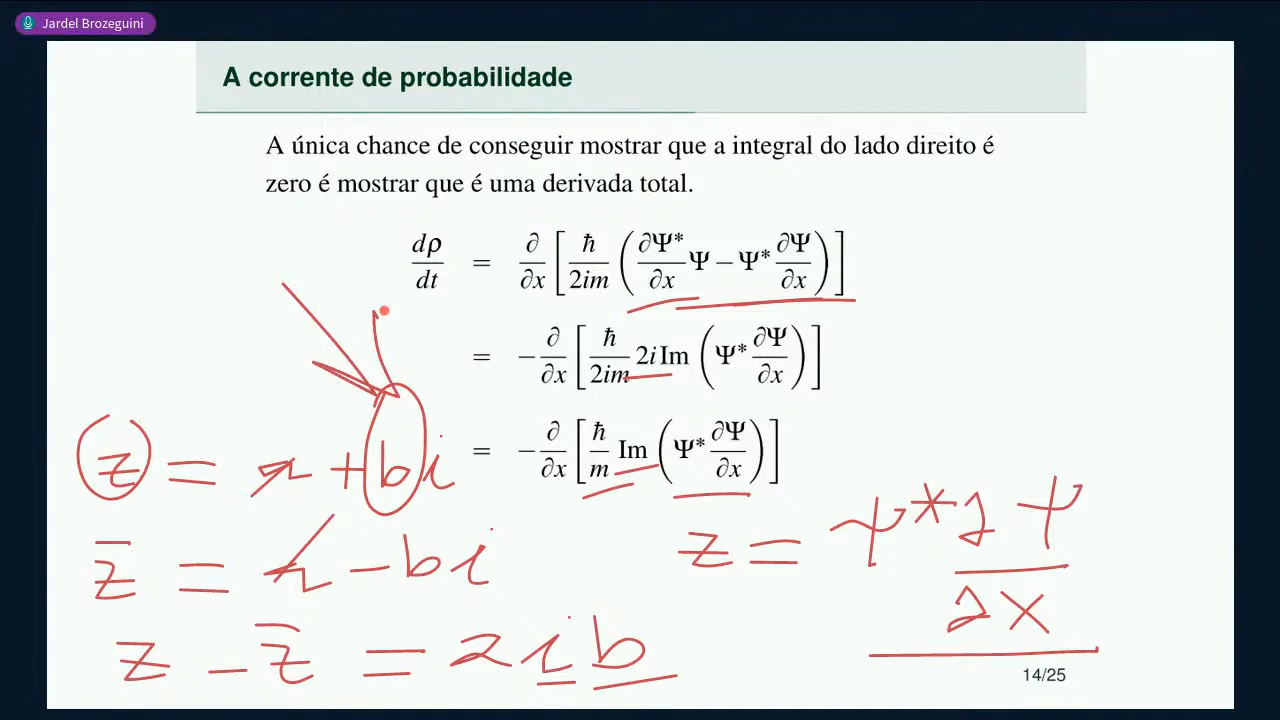 Jardel Brozeguini
A corrente de probabilidade
A única chance de conseguir mostrar que a integral do lado direito é
zero é mostrar que é uma derivada total.
dρ/dt = ∂/∂x [ ħ/2im ( ∂Ψ*/∂x Ψ − Ψ* ∂Ψ/∂x ) ]
= −∂/∂x [ ħ/2im 2i Im ( Ψ* ∂Ψ/∂x ) ]
= −∂/∂x [ ħ/m Im ( Ψ* ∂Ψ/∂x ) ]
z = a + bi
z̄ = a − bi
z − z̄ = 2ib
z = ψ* ∂ψ/∂x
14/25